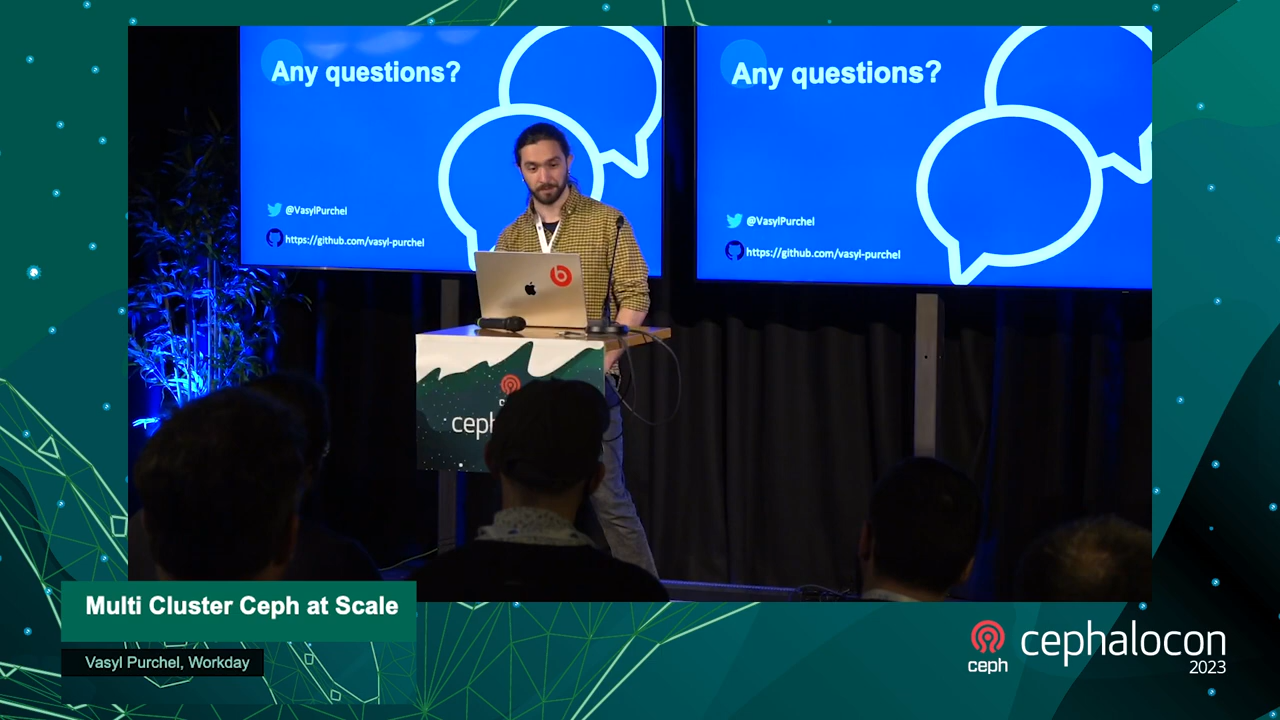 Any questions?
@VasylPurchel
https://github.com/vasyl-purchel
Any questions?
@VasylPurchel
https://github.com/vasyl-purchel
Multi Cluster Ceph at Scale
Vasyl Purchel, Workday
ceph
cephalocon
2023